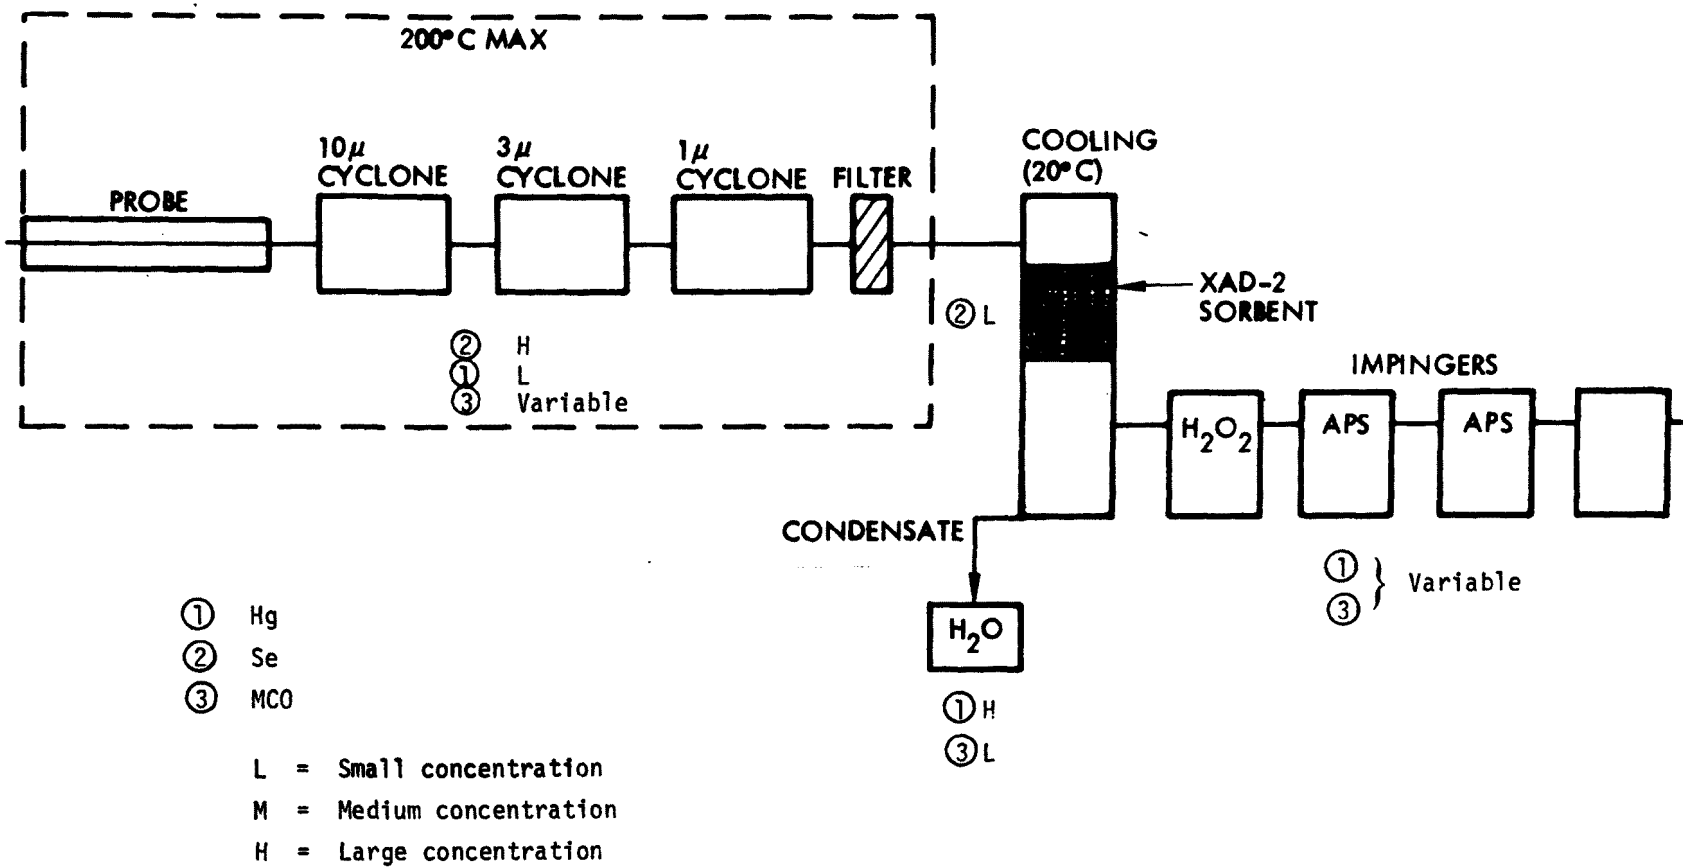 200°C MAX
PROBE
10μ
CYCLONE
3μ
CYCLONE
1μ
CYCLONE
FILTER
COOLING
(20°C)
XAD-2
SORBENT
② L
② H
① L
③ Variable
IMPINGERS
H₂O₂
APS
APS
CONDENSATE
H₂O
① H
③ L
①
③
} Variable
① Hg
② Se
③ MCO
L = Small concentration
M = Medium concentration
H = Large concentration